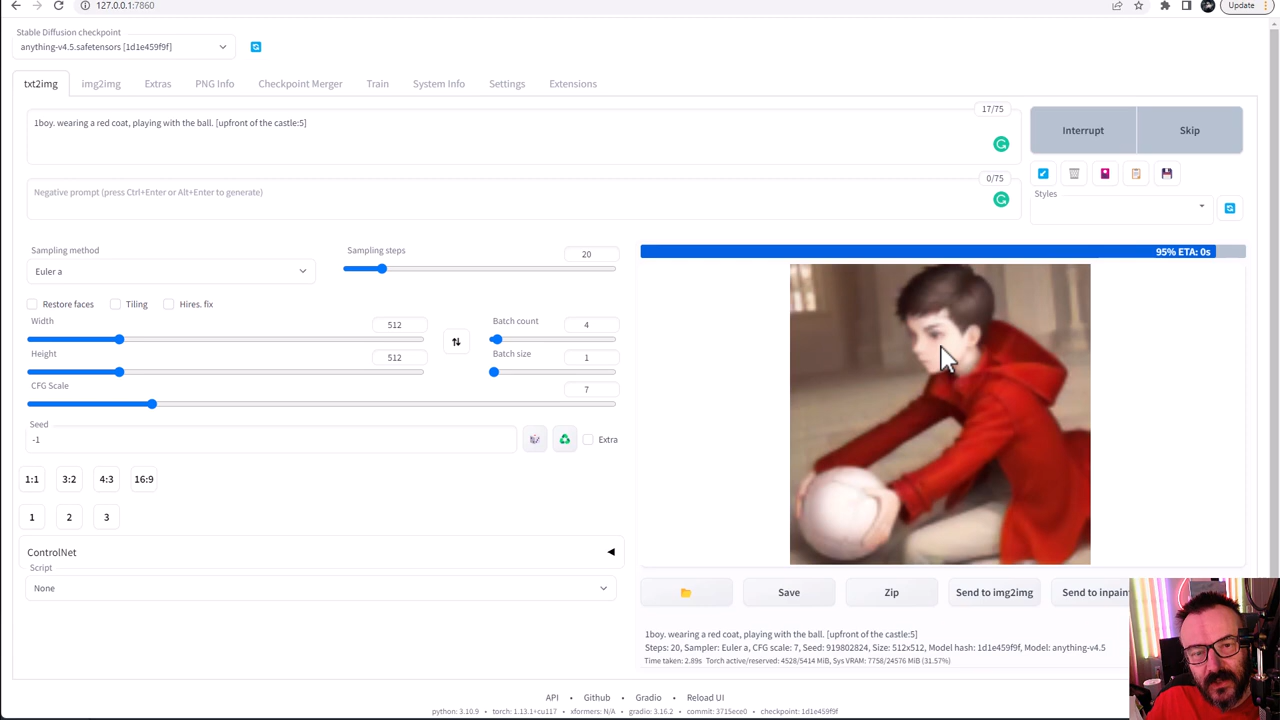 127.0.0.1:7860
Update
Stable Diffusion checkpoint
anything-v4.5.safetensors [1d1e459f9f]
txt2img
img2img
Extras
PNG Info
Checkpoint Merger
Train
System Info
Settings
Extensions
1boy. wearing a red coat, playing with the ball. [upfront of the castle:5]
17/75
Interrupt
Skip
Negative prompt (press Ctrl+Enter or Alt+Enter to generate)
0/75
Styles
Sampling method
Euler a
Sampling steps
20
95% ETA: 0s
Restore faces
Tiling
Hires. fix
Width
512
Batch count
4
Height
512
Batch size
1
CFG Scale
7
Seed
-1
Extra
1:1
3:2
4:3
16:9
1
2
3
ControlNet
Script
None
Save
Zip
Send to img2img
Send to inpain
1boy. wearing a red coat, playing with the ball. [upfront of the castle:5]
Steps: 20, Sampler: Euler a, CFG scale: 7, Seed: 919802824, Size: 512x512, Model hash: 1d1e459f9f, Model: anything-v4.5
Time taken: 2.89s Torch active/reserved: 4528/5414 MiB, Sys VRAM: 7758/24576 MiB (31.57%)
API • Github • Gradio • Reload UI
python: 3.10.9 • torch: 1.13.1+cu117 • xformers: N/A • gradio: 3.16.2 • commit: 3715ece0 • checkpoint: 1d1e459f9f